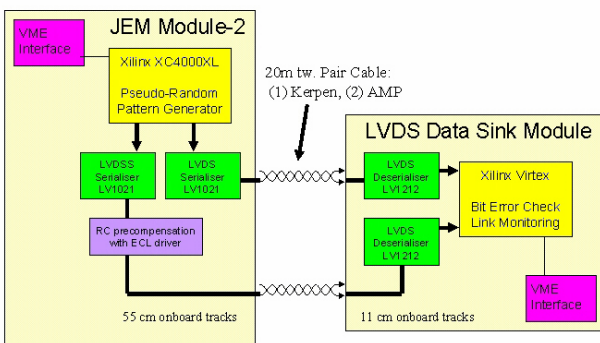 JEM Module-2
VME
Interface
Xilinx XC4000XL
Pseudo-Random
Pattern Generator
LVDSS
Serialiser
LV1021
LVDS
Serialiser
LV1021
RC precompensation
with ECL driver
55 cm onboard tracks
20m tw. Pair Cable:
(1) Kerpen, (2) AMP
LVDS Data Sink Module
LVDS
Deserialiser
LV1212
LVDS
Deserialiser
LV1212
Xilinx Virtex
Bit Error Check
Link Monitoring
VME
Interface
11 cm onboard tracks